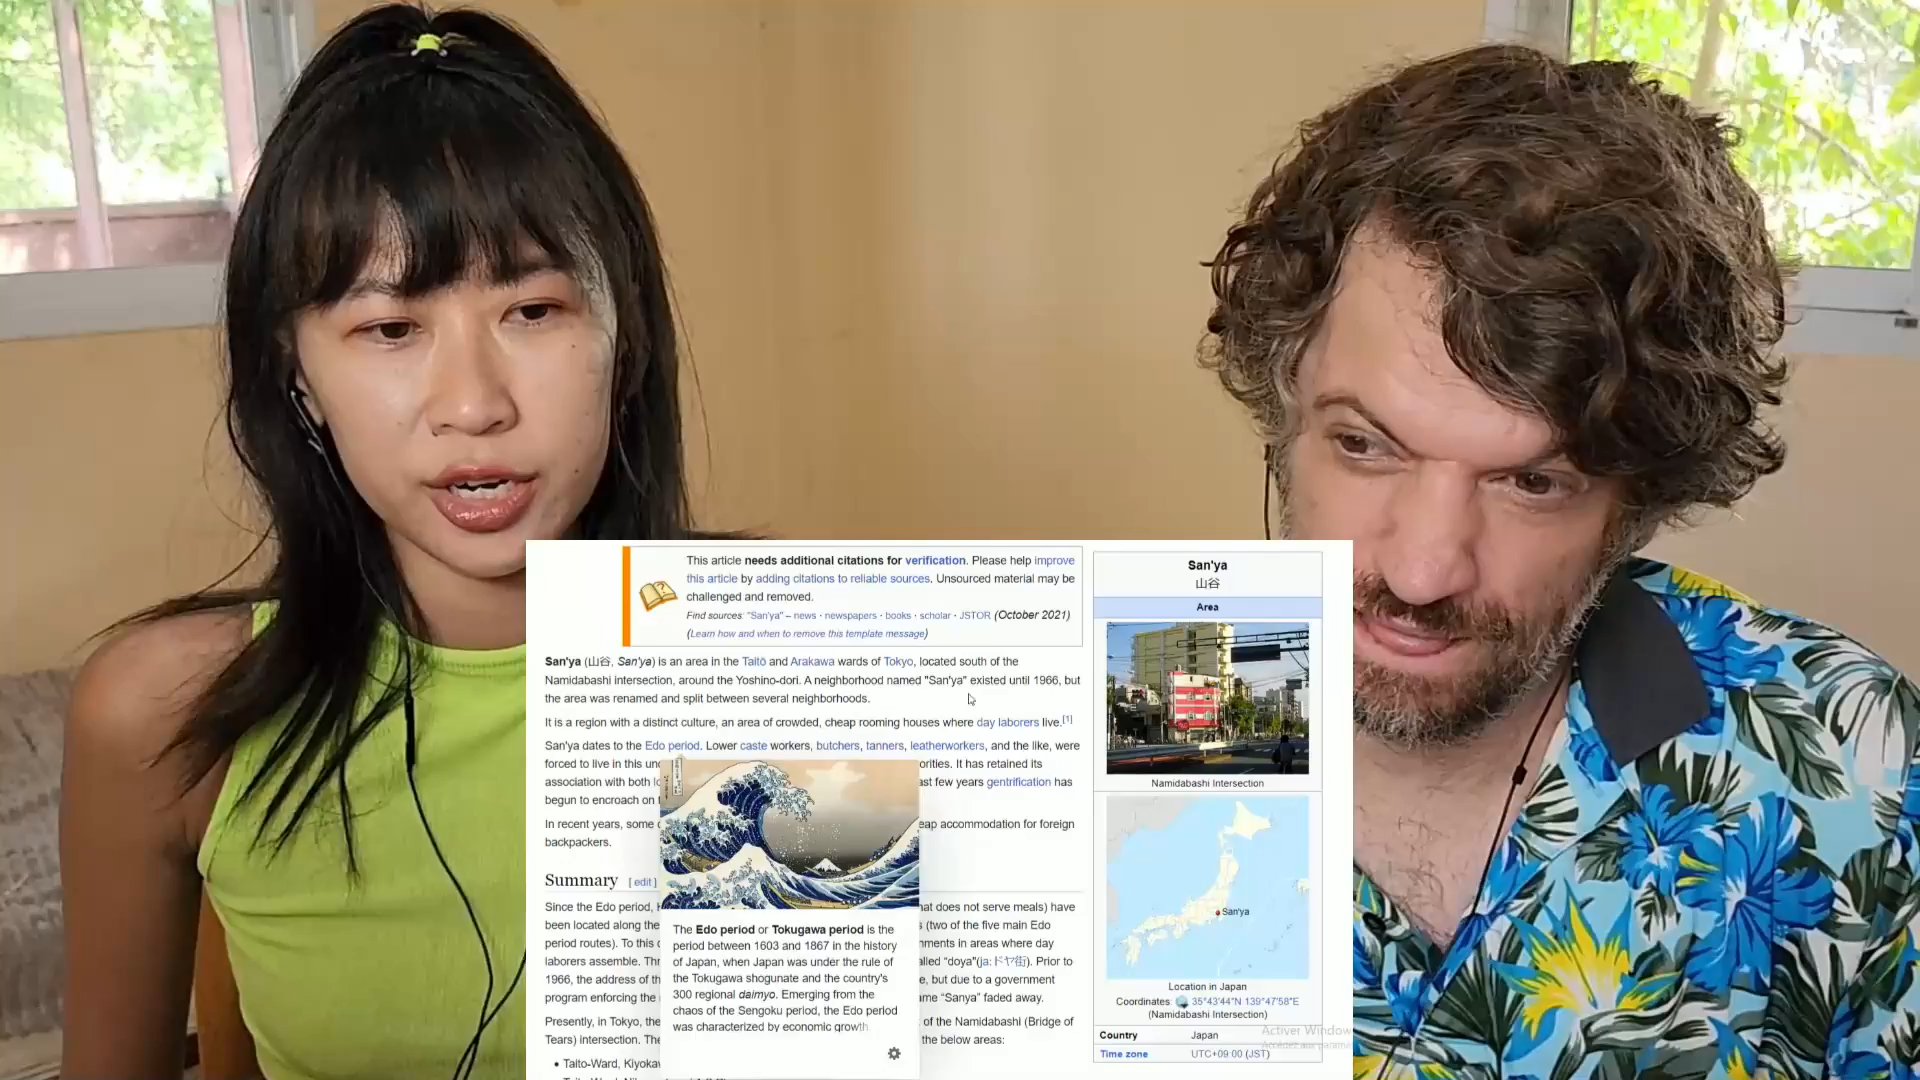 This article needs additional citations for verification. Please help improve
this article by adding citations to reliable sources. Unsourced material may be
challenged and removed.
Find sources: "San'ya" – news · newspapers · books · scholar · JSTOR (October 2021)
(Learn how and when to remove this template message)
San'ya (山谷, San'ya) is an area in the Taitō and Arakawa wards of Tokyo, located south of the
Namidabashi intersection, around the Yoshino-dori. A neighborhood named "San'ya" existed until 1966, but
the area was renamed and split between several neighborhoods.
It is a region with a distinct culture, an area of crowded, cheap rooming houses where day laborers live.[1]
San'ya dates to the Edo period. Lower caste workers, butchers, tanners, leatherworkers, and the like, were
forced to live in this orities. It has retained its
association with both ast few years gentrification has
begun to encroach on
In recent years, some eap accommodation for foreign
backpackers.
Summary [ edit ]
Since the Edo period, hat does not serve meals) have
been located along the (two of the five main Edo
period routes). To this nments in areas where day
laborers assemble. alled "doya"(ja:ドヤ街). Prior to
1966, the address of e, but due to a government
program enforcing the me "Sanya" faded away.
Presently, in Tokyo, the of the Namidabashi (Bridge of
Tears) intersection. the below areas:
• Taito-Ward,
The Edo period or Tokugawa period is the
period between 1603 and 1867 in the history
of Japan, when Japan was under the rule of
the Tokugawa shogunate and the country's
300 regional daimyo. Emerging from the
chaos of the Sengoku period, the Edo period
was characterized by economic growth,
San'ya
山谷
Area
Namidabashi Intersection
San'ya
Location in Japan
Coordinates: 35°43′44″N 139°47′58″E
(Namidabashi Intersection)
Country Japan
Time zone UTC+09:00 (JST)
Activer Window